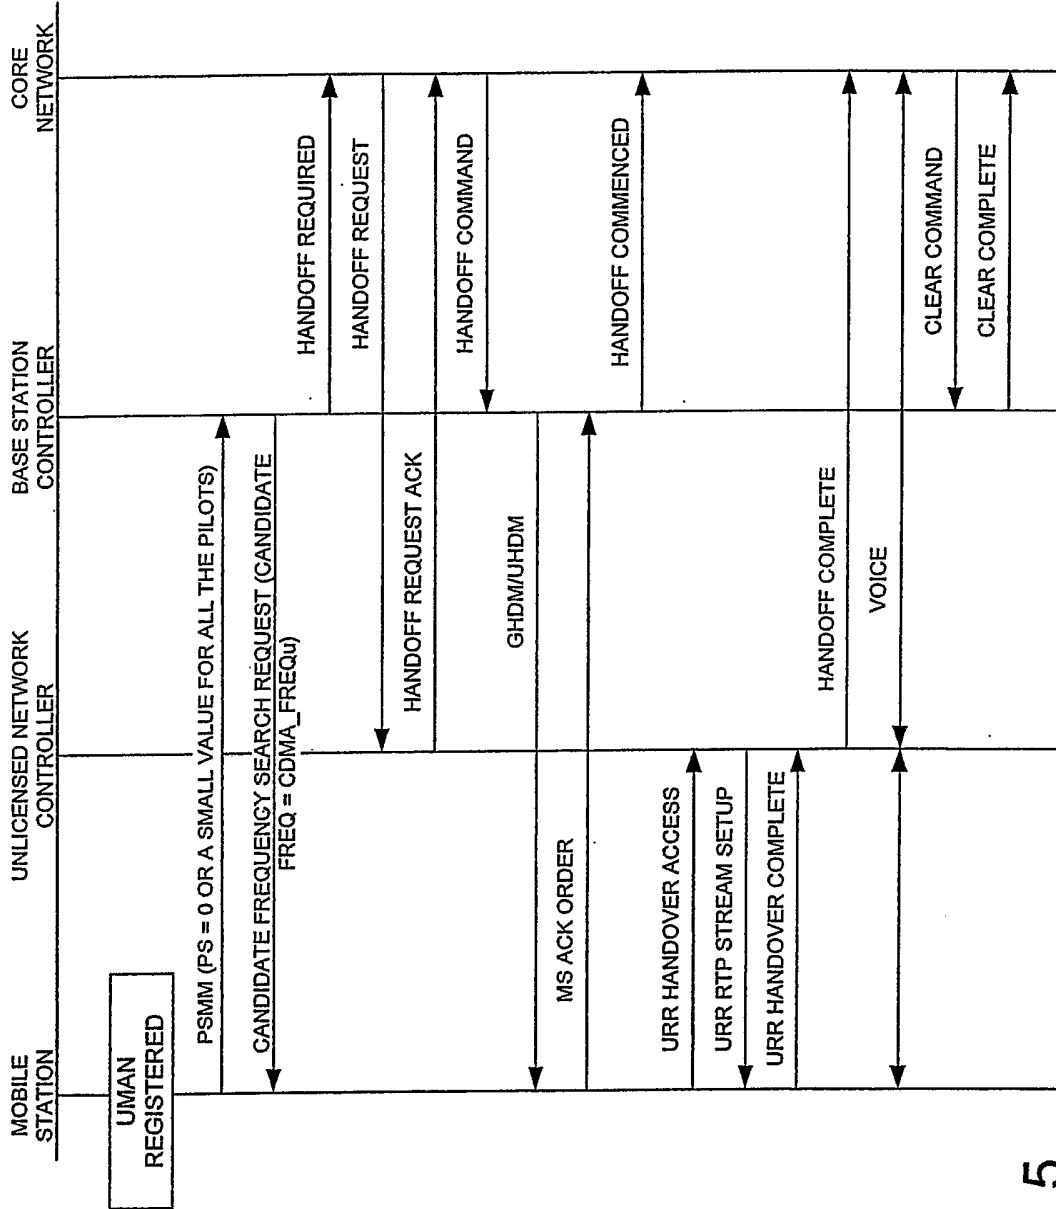 MOBILE
STATION
UNLICENSED NETWORK
CONTROLLER
BASE STATION
CONTROLLER
CORE
NETWORK
UMAN
REGISTERED
PSMM (PS = 0 OR A SMALL VALUE FOR ALL THE PILOTS)
CANDIDATE FREQUENCY SEARCH REQUEST (CANDIDATE
FREQ = CDMA_FREQu)
HANDOFF REQUIRED
HANDOFF REQUEST
HANDOFF REQUEST ACK
HANDOFF COMMAND
GHDM/UHDM
MS ACK ORDER
HANDOFF COMMENCED
URR HANDOVER ACCESS
URR RTP STREAM SETUP
URR HANDOVER COMPLETE
HANDOFF COMPLETE
VOICE
CLEAR COMMAND
CLEAR COMPLETE
5